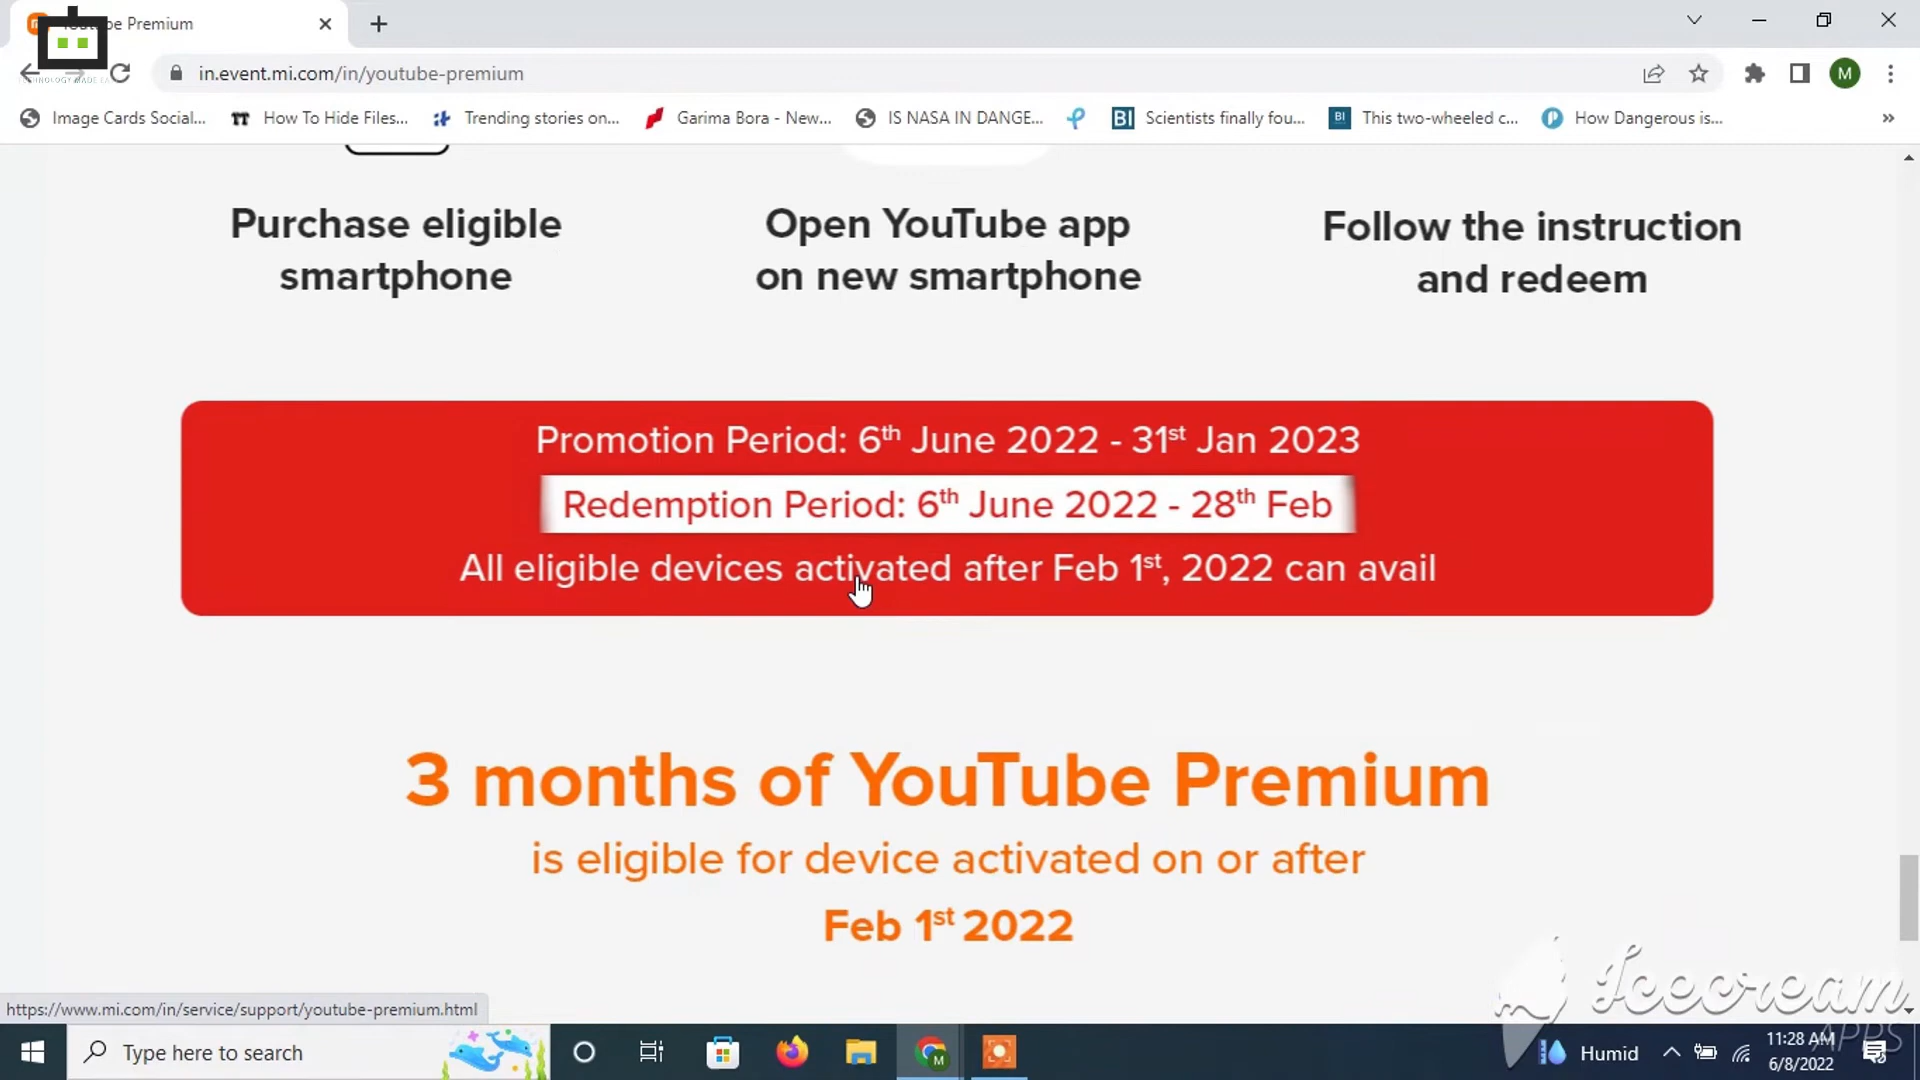 Youtube Premium
in.event.mi.com/in/youtube-premium
M
Image Cards Social...
How To Hide Files...
Trending stories on...
Garima Bora - New...
IS NASA IN DANGE...
BI Scientists finally fou...
BI This two-wheeled c...
How Dangerous is...
Purchase eligible
smartphone
Open YouTube app
on new smartphone
Follow the instruction
and redeem
Promotion Period: 6th June 2022 - 31st Jan 2023
Redemption Period: 6th June 2022 - 28th Feb
All eligible devices activated after Feb 1st, 2022 can avail
3 months of YouTube Premium
is eligible for device activated on or after
Feb 1st 2022
Icecream
APPS
https://www.mi.com/in/service/support/youtube-premium.html
Type here to search
M
Humid
11:28 AM
6/8/2022